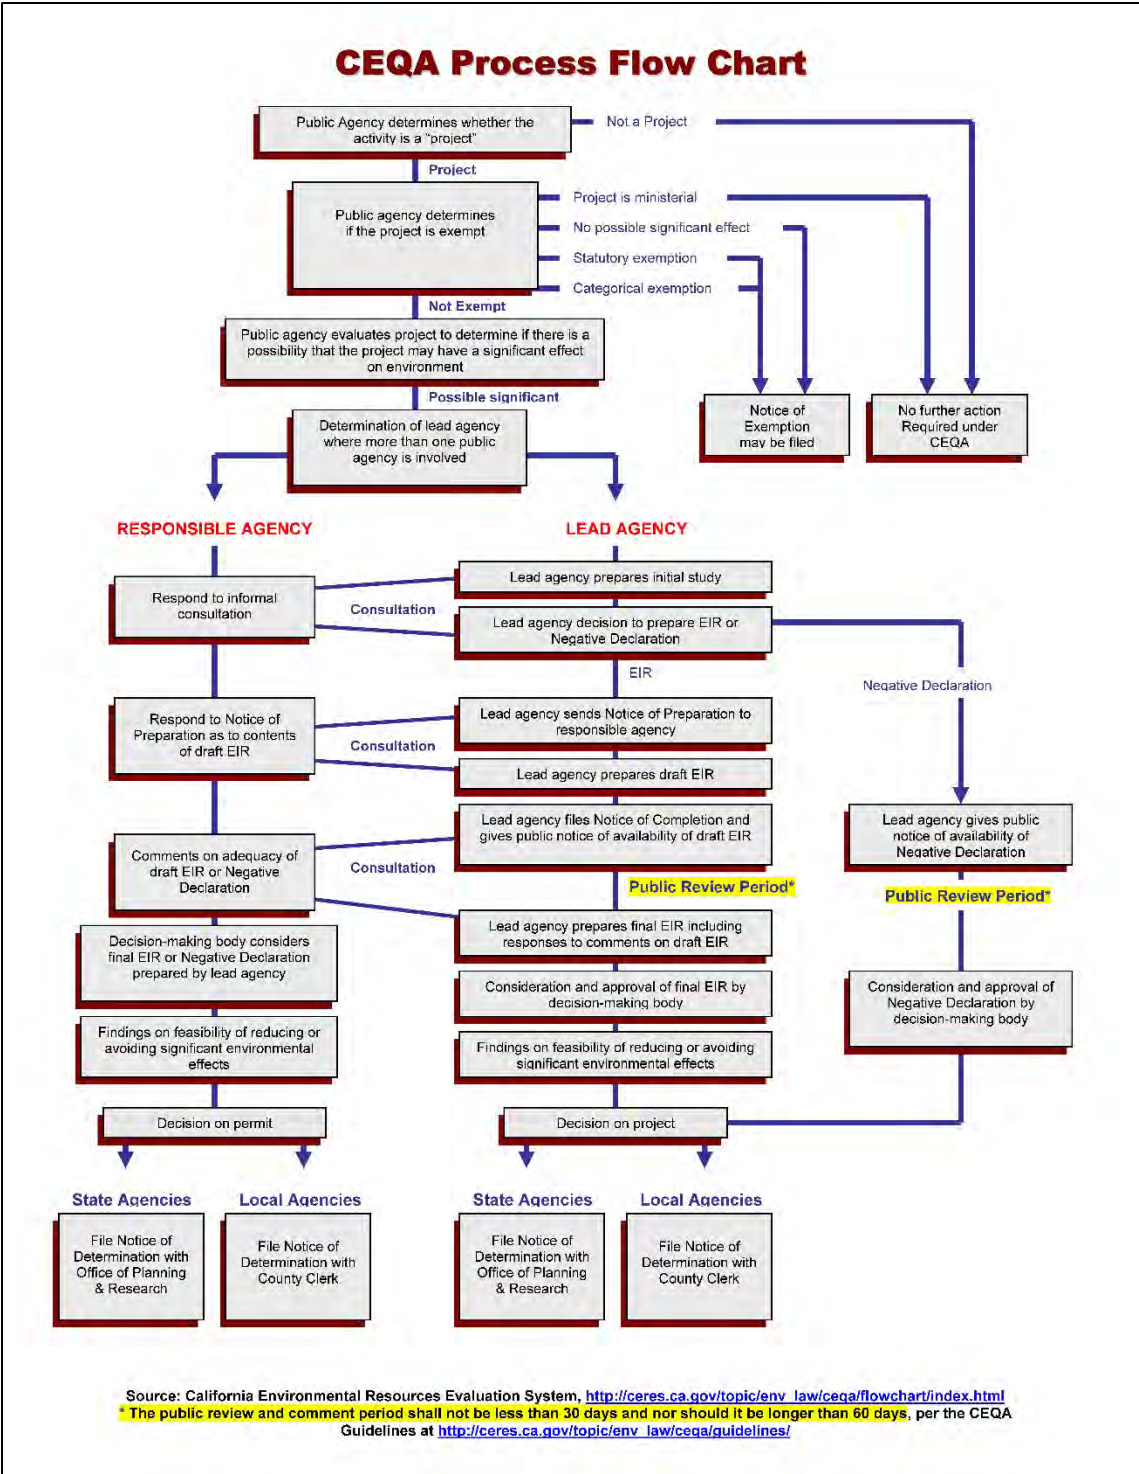 CEQA Process Flow Chart
Public Agency determines whether the
activity is a “project”
Not a Project
Project
Public agency determines
if the project is exempt
Project is ministerial
No possible significant effect
Statutory exemption
Categorical exemption
Not Exempt
Public agency evaluates project to determine if there is a
possibility that the project may have a significant effect
on environment
Possible significant
Determination of lead agency
where more than one public
agency is involved
Notice of
Exemption
may be filed
No further action
Required under
CEQA
RESPONSIBLE AGENCY
LEAD AGENCY
Respond to informal
consultation
Consultation
Lead agency prepares initial study
Lead agency decision to prepare EIR or
Negative Declaration
EIR
Negative Declaration
Respond to Notice of
Preparation as to contents
of draft EIR
Consultation
Lead agency sends Notice of Preparation to
responsible agency
Lead agency prepares draft EIR
Comments on adequacy of
draft EIR or Negative
Declaration
Consultation
Lead agency files Notice of Completion and
gives public notice of availability of draft EIR
Public Review Period*
Lead agency gives public
notice of availability of
Negative Declaration
Public Review Period*
Lead agency prepares final EIR including
responses to comments on draft EIR
Decision-making body considers
final EIR or Negative Declaration
prepared by lead agency
Consideration and approval of final EIR by
decision-making body
Consideration and approval of
Negative Declaration by
decision-making body
Findings on feasibility of reducing or
avoiding significant environmental
effects
Findings on feasibility of reducing or avoiding
significant environmental effects
Decision on permit
Decision on project
State Agencies
Local Agencies
State Agencies
Local Agencies
File Notice of
Determination with
Office of Planning
& Research
File Notice of
Determination with
County Clerk
File Notice of
Determination with
Office of Planning
& Research
File Notice of
Determination with
County Clerk
Source: California Environmental Resources Evaluation System, http://ceres.ca.gov/topic/env_law/ceqa/flowchart/index.html
* The public review and comment period shall not be less than 30 days and nor should it be longer than 60 days, per the CEQA
Guidelines at http://ceres.ca.gov/topic/env_law/ceqa/guidelines/